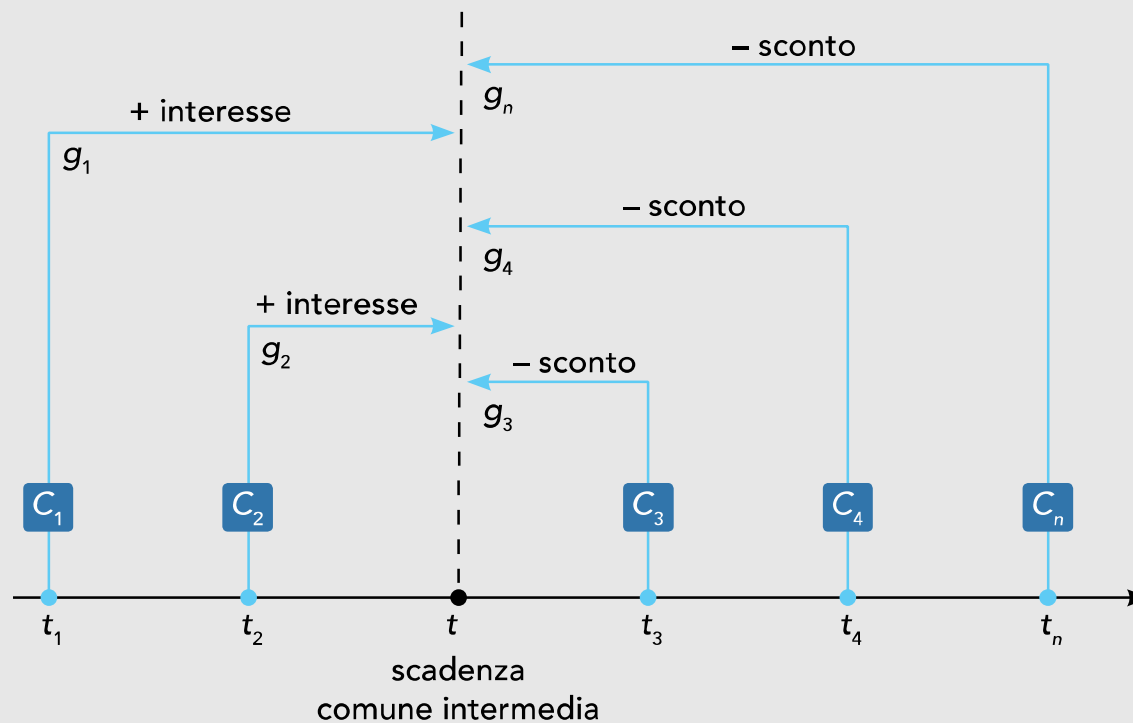 – sconto
gₙ
+ interesse
g₁
– sconto
g₄
+ interesse
g₂
– sconto
g₃
C₁ C₂ C₃ C₄ Cₙ
t₁ t₂ t t₃ t₄ tₙ
scadenza
comune intermedia